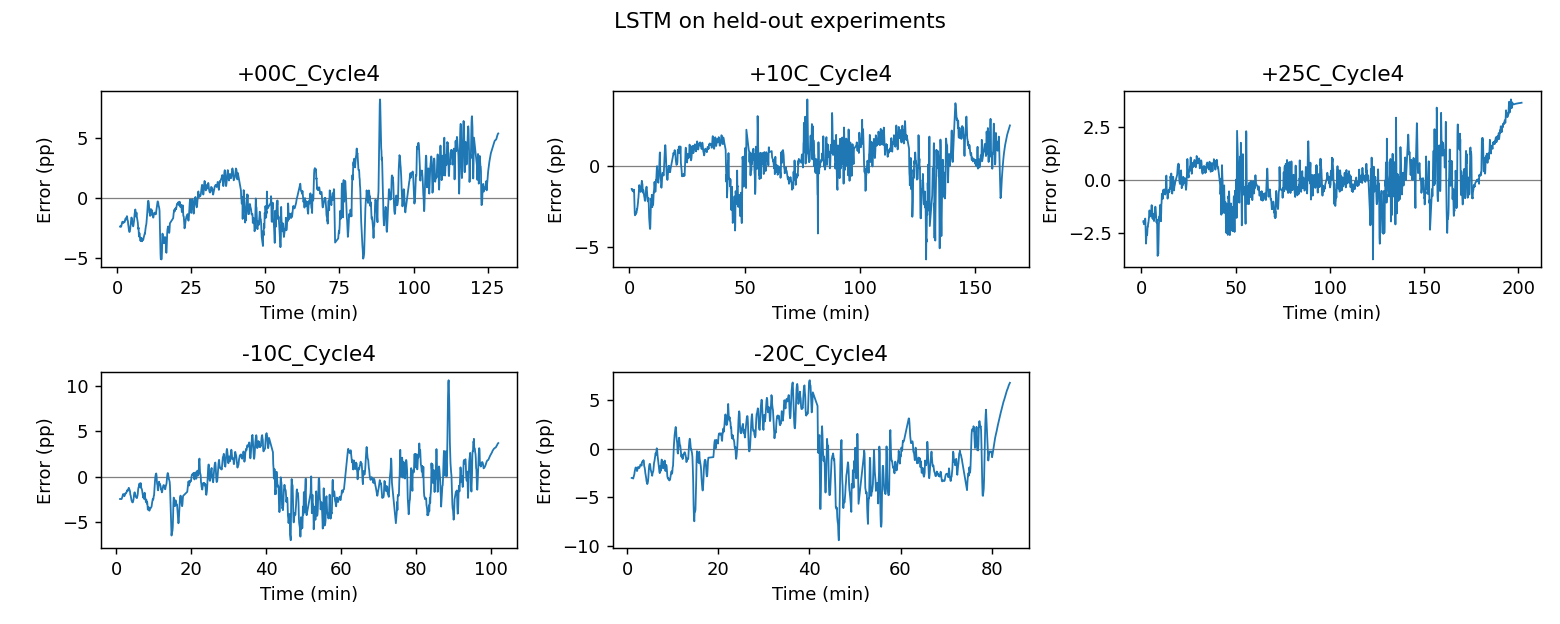 LSTM on held-out experiments
+00C_Cycle4
Error (pp)
5
0
−5
0 25 50 75 100 125
Time (min)
+10C_Cycle4
Error (pp)
0
−5
0 50 100 150
Time (min)
+25C_Cycle4
Error (pp)
2.5
0.0
−2.5
0 50 100 150 200
Time (min)
-10C_Cycle4
Error (pp)
10
5
0
−5
0 20 40 60 80 100
Time (min)
-20C_Cycle4
Error (pp)
5
0
−5
−10
0 20 40 60 80
Time (min)